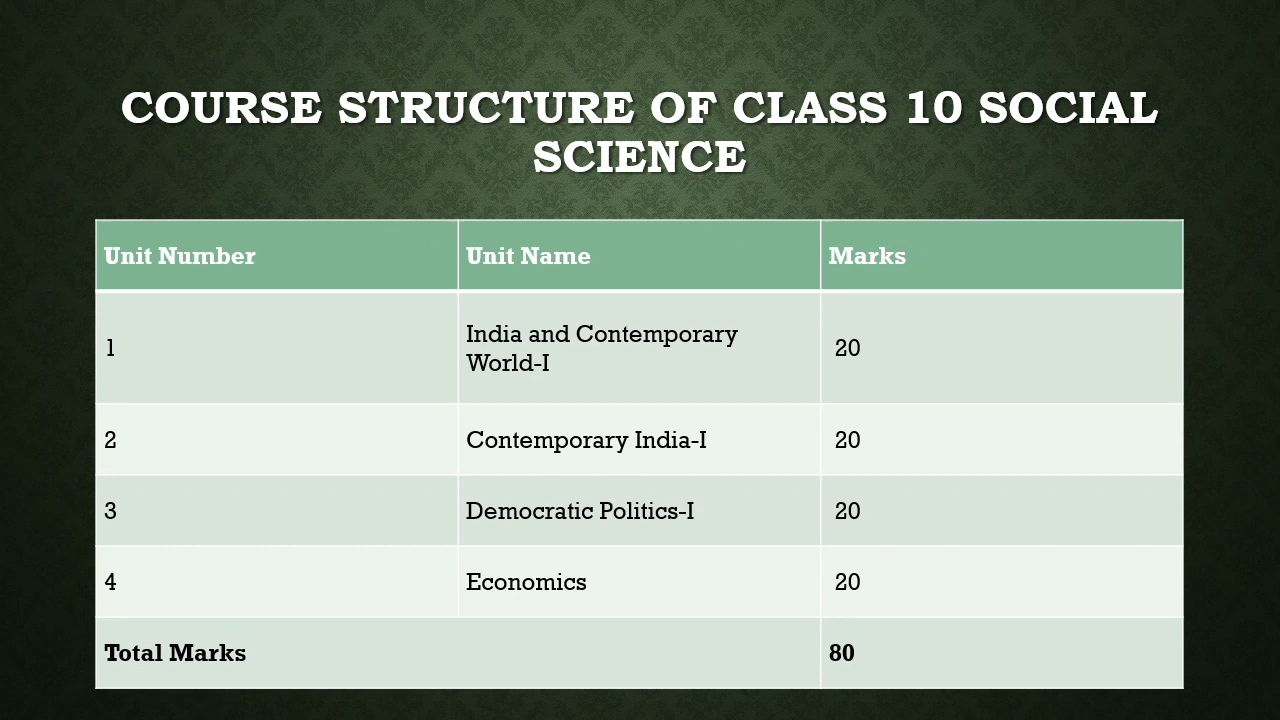 COURSE STRUCTURE OF CLASS 10 SOCIAL
SCIENCE
Unit Number Unit Name Marks
1 India and Contemporary World-I 20
2 Contemporary India-I 20
3 Democratic Politics-I 20
4 Economics 20
Total Marks 80